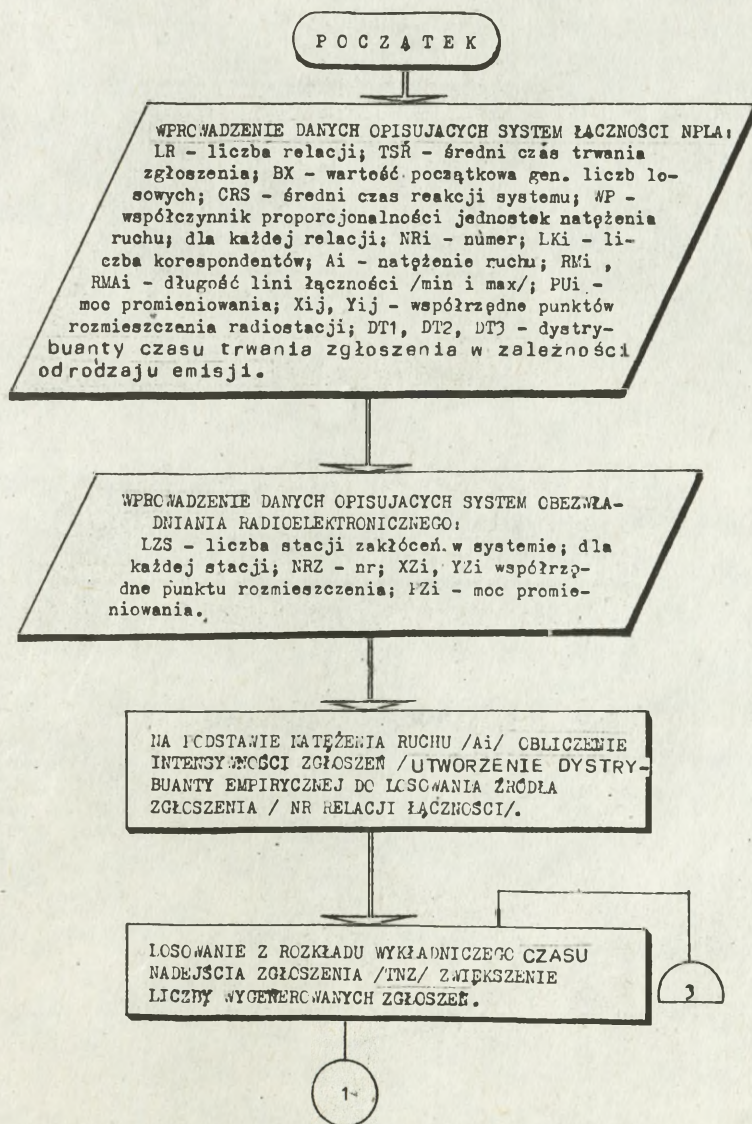 POCZĄTEK
WPROWADZENIE DANYCH OPISUJACYCH SYSTEM ŁĄCZNOŚCI NPLA:
LR - liczba relacji; TSR - średni czas trwania
zgłoszenia; BX - wartość początkowa gen. liczb lo-
sowych; CRS - średni czas reakcji systemu; WP -
współczynnik proporcjonalności jednostek natężenia
ruchu; dla każdej relacji; NRi - numer; LKi - li-
czba korespondentów; Ai - natężenie ruchu; RMi ,
RMAi - długość lini łączności /min i max/; PUi -
moc promieniowania; Xij, Yij - współrzędne punktów
rozmieszczenia radiostacji; DT1, DT2, DT3 - dystry-
buanty czasu trwania zgłoszenia w zależności
od rodzaju emisji.
WPROWADZENIE DANYCH OPISUJACYCH SYSTEM OBEZWŁA-
DNIANIA RADIOELEKTRONICZNEGO:
LZS - liczba stacji zakłóceń w systemie; dla
każdej stacji; NRZ - nr; XZi, YZi współrzę-
dne punktu rozmieszczenia; PZi - moc promie-
niowania.
NA PODSTAWIE NATĘŻENIA RUCHU /Ai/ OBLICZENIE
INTENSYWNOŚCI ZGŁOSZEŃ /UTWORZENIE DYSTRY-
BUANTY EMPIRYCZNEJ DO LOSOWANIA ŹRÓDŁA
ZGŁOSZENIA / NR RELACJI ŁĄCZNOŚCI/.
LOSOWANIE Z ROZKŁADU WYKŁADNICZEGO CZASU
NADEJŚCIA ZGŁOSZENIA /TNZ/ ZWIĘKSZENIE
LICZBY WYGENEROWANYCH ZGŁOSZEŃ.
3
1